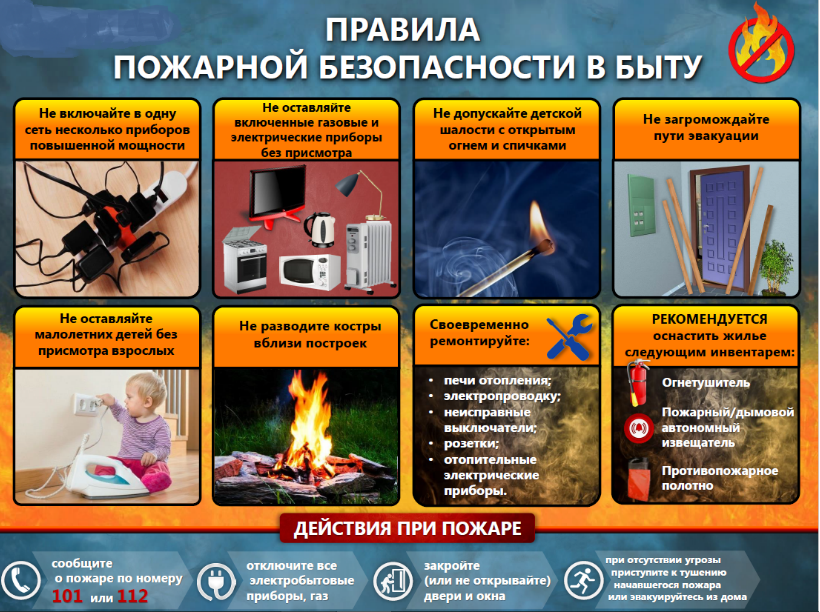 ПРАВИЛА
ПОЖАРНОЙ БЕЗОПАСНОСТИ В БЫТУ
Не включайте в одну
сеть несколько приборов
повышенной мощности
Не оставляйте
включенные газовые и
электрические приборы
без присмотра
Не допускайте детской
шалости с открытым
огнем и спичками
Не загромождайте
пути эвакуации
Не оставляйте
малолетних детей без
присмотра взрослых
Не разводите костры
вблизи построек
Своевременно
ремонтируйте:
• печи отопления;
• электропроводку;
• неисправные
выключатели;
• розетки;
• отопительные
электрические
приборы.
РЕКОМЕНДУЕТСЯ
оснастить жилье
следующим инвентарем:
Огнетушитель
Пожарный/дымовой
автономный
извещатель
Противопожарное
полотно
ДЕЙСТВИЯ ПРИ ПОЖАРЕ
сообщите
о пожаре по номеру
101 или 112
отключите все
электробытовые
приборы, газ
закройте
(или не открывайте)
двери и окна
при отсутствии угрозы
приступите к тушению
начавшегося пожара
или эвакуируйтесь из дома